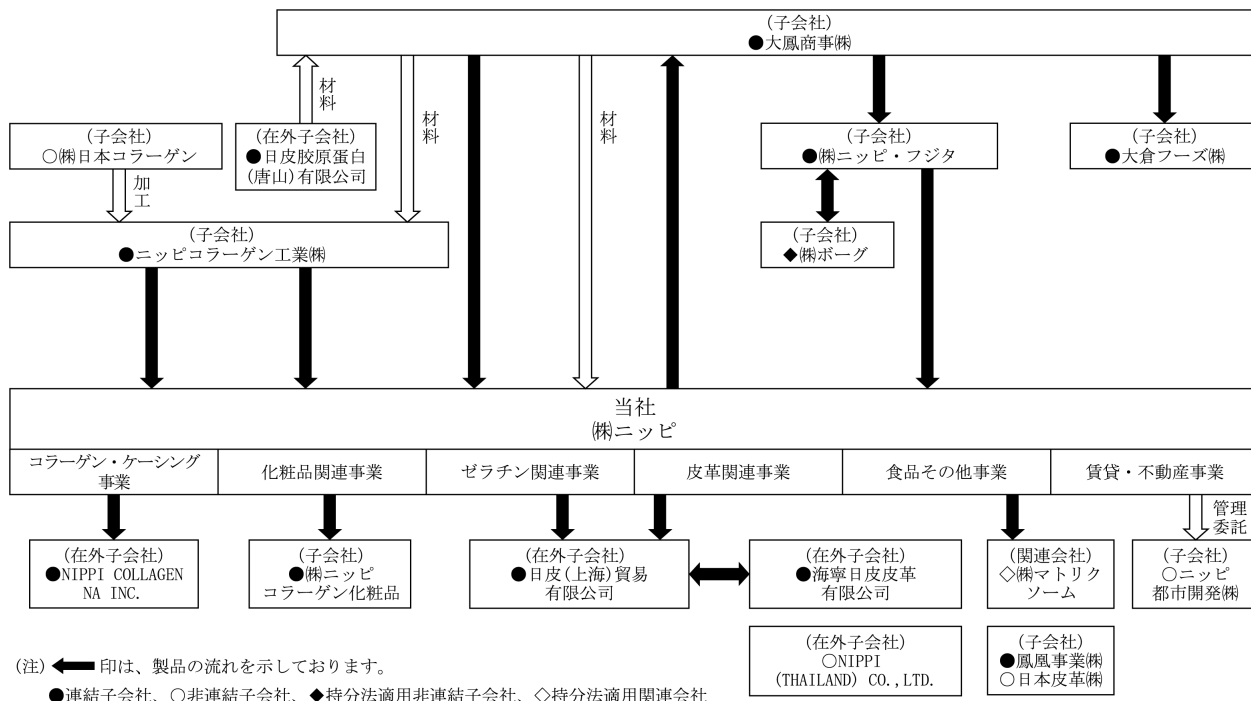 (子会社)
●大鳳商事㈱
材料
材料
材料
(子会社)
○㈱日本コラーゲン
(在外子会社)
●日皮胶原蛋白
(唐山)有限公司
(子会社)
●㈱ニッピ・フジタ
(子会社)
●大倉フーズ㈱
加工
(子会社)
●ニッピコラーゲン工業㈱
(子会社)
◆㈱ボーグ
当社
㈱ニッピ
コラーゲン・ケーシング
事業
化粧品関連事業
ゼラチン関連事業
皮革関連事業
食品その他事業
賃貸・不動産事業
管理
委託
(在外子会社)
●NIPPI COLLAGEN
NA INC.
(子会社)
●㈱ニッピ
コラーゲン化粧品
(在外子会社)
●日皮(上海)貿易
有限公司
(在外子会社)
●海寧日皮皮革
有限公司
(関連会社)
◇㈱マトリク
ソーム
(子会社)
○ニッピ
都市開発㈱
(在外子会社)
○NIPPI
(THAILAND) CO.,LTD.
(子会社)
●鳳凰事業㈱
○日本皮革㈱
(注) 印は、製品の流れを示しております。
●連結子会社、○非連結子会社、◆持分法適用非連結子会社、◇持分法適用関連会社